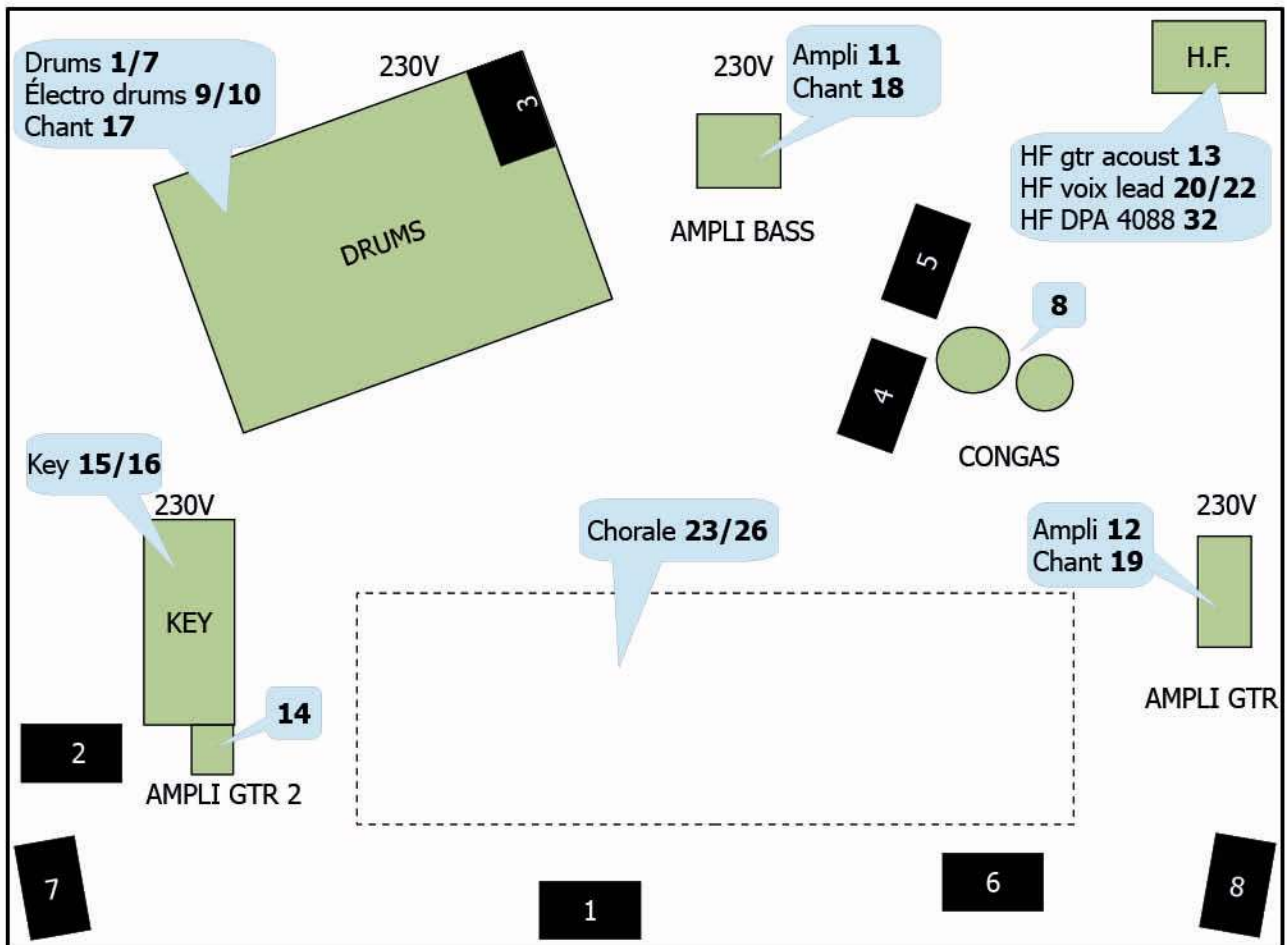 Drums 1/7
Électro drums 9/10
Chant 17
230V
3
DRUMS
230V
Ampli 11
Chant 18
AMPLI BASS
H.F.
HF gtr acoust 13
HF voix lead 20/22
HF DPA 4088 32
5
8
4
CONGAS
Key 15/16
230V
KEY
Chorale 23/26
230V
Ampli 12
Chant 19
AMPLI GTR
14
2
AMPLI GTR 2
7
1
6
8